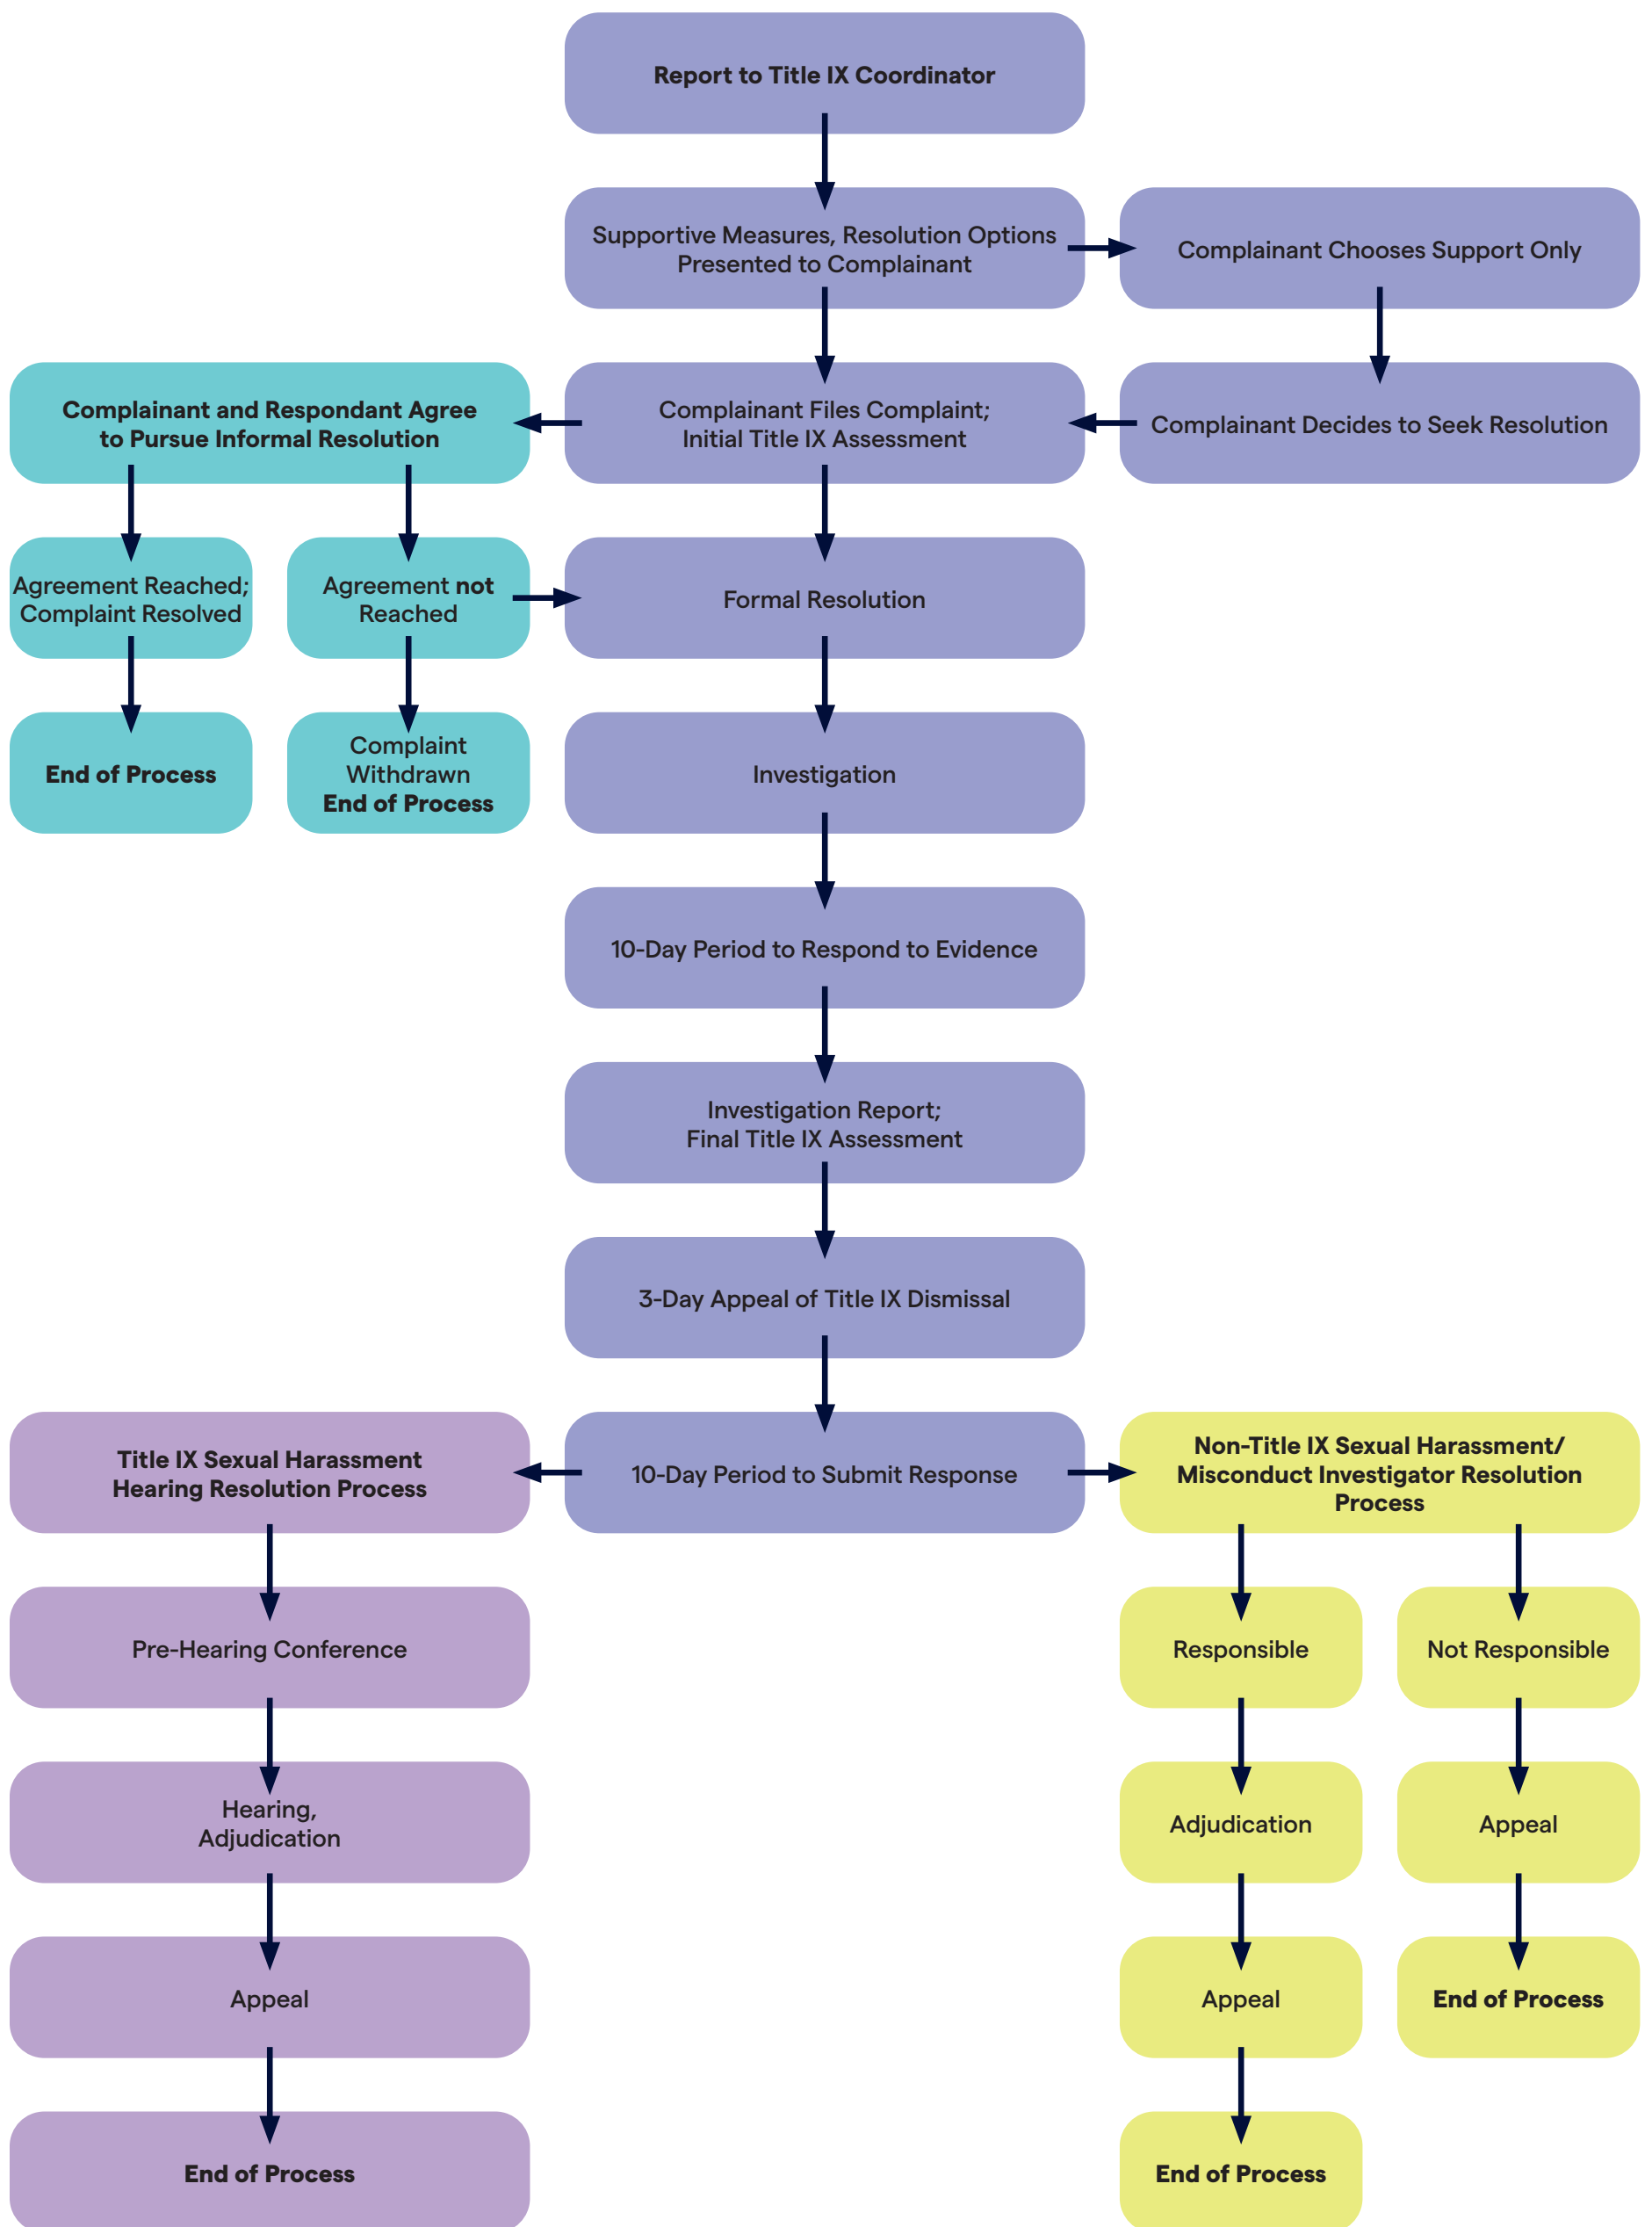 Report to Title IX Coordinator
Supportive Measures, Resolution Options
Presented to Complainant
Complainant Chooses Support Only
Complainant and Respondant Agree
to Pursue Informal Resolution
Complainant Files Complaint;
Initial Title IX Assessment
Complainant Decides to Seek Resolution
Agreement Reached;
Complaint Resolved
Agreement not
Reached
Formal Resolution
End of Process
Complaint
Withdrawn
End of Process
Investigation
10-Day Period to Respond to Evidence
Investigation Report;
Final Title IX Assessment
3-Day Appeal of Title IX Dismissal
Title IX Sexual Harassment
Hearing Resolution Process
10-Day Period to Submit Response
Non-Title IX Sexual Harassment/
Misconduct Investigator Resolution
Process
Pre-Hearing Conference
Responsible
Not Responsible
Hearing,
Adjudication
Adjudication
Appeal
Appeal
Appeal
End of Process
End of Process
End of Process